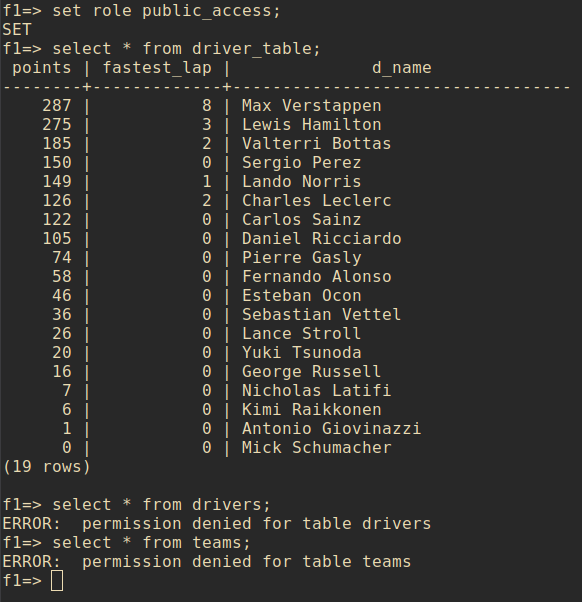 f1=> set role public_access;
SET
f1=> select * from driver_table;
 points | fastest_lap |              d_name
--------+-------------+----------------------------------
    287 |           8 | Max Verstappen
    275 |           3 | Lewis Hamilton
    185 |           2 | Valterri Bottas
    150 |           0 | Sergio Perez
    149 |           1 | Lando Norris
    126 |           2 | Charles Leclerc
    122 |           0 | Carlos Sainz
    105 |           0 | Daniel Ricciardo
     74 |           0 | Pierre Gasly
     58 |           0 | Fernando Alonso
     46 |           0 | Esteban Ocon
     36 |           0 | Sebastian Vettel
     26 |           0 | Lance Stroll
     20 |           0 | Yuki Tsunoda
     16 |           0 | George Russell
      7 |           0 | Nicholas Latifi
      6 |           0 | Kimi Raikkonen
      1 |           0 | Antonio Giovinazzi
      0 |           0 | Mick Schumacher
(19 rows)

f1=> select * from drivers;
ERROR:  permission denied for table drivers
f1=> select * from teams;
ERROR:  permission denied for table teams
f1=>